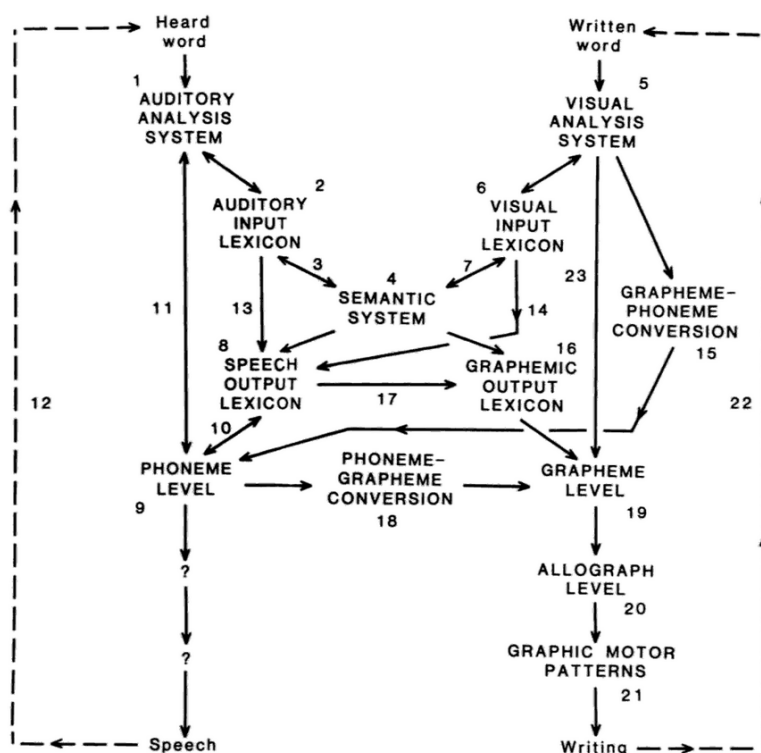 Heard
word
Written
word
1
AUDITORY
ANALYSIS
SYSTEM
5
VISUAL
ANALYSIS
SYSTEM
2
AUDITORY
INPUT
LEXICON
6
VISUAL
INPUT
LEXICON
3
4
7
SEMANTIC
SYSTEM
23
GRAPHEME–
PHONEME
CONVERSION
15
11
13
14
8
SPEECH
OUTPUT
LEXICON
16
GRAPHEMIC
OUTPUT
LEXICON
17
12
22
10
PHONEME
LEVEL
9
PHONEME–
GRAPHEME
CONVERSION
18
GRAPHEME
LEVEL
19
?
ALLOGRAPH
LEVEL
20
?
GRAPHIC MOTOR
PATTERNS
21
Speech
Writing